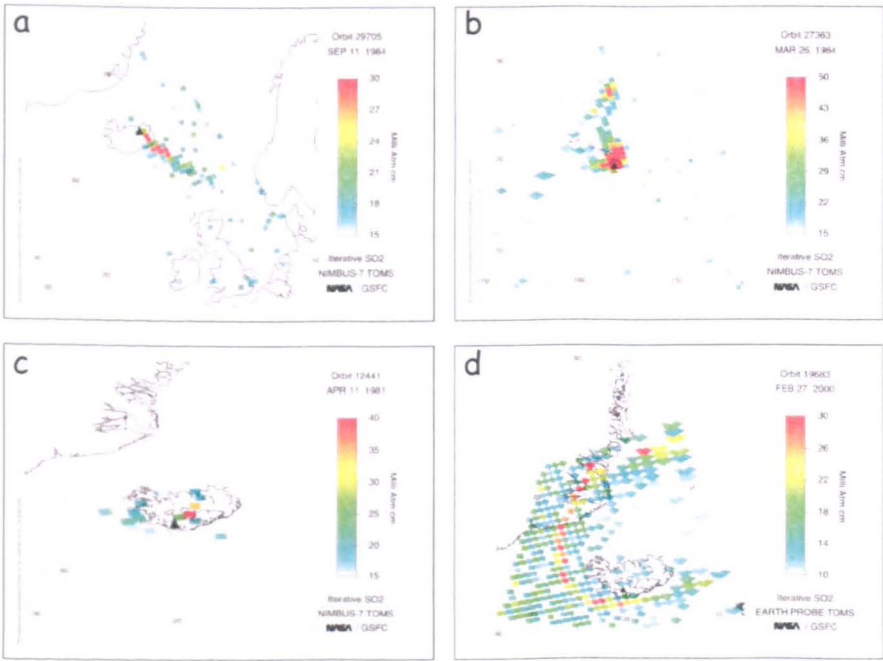 a
Orbit 29705
SEP 11, 1984
30
27
24
21
18
15
Milli Atm cm
Iterative SO2
NIMBUS-7 TOMS
NASA / GSFC
b
Orbit 27363
MAR 26, 1984
50
43
36
29
22
15
Milli Atm cm
Iterative SO2
NIMBUS-7 TOMS
NASA / GSFC
c
Orbit 12441
APR 11, 1981
40
35
30
25
20
15
Milli Atm cm
Iterative SO2
NIMBUS-7 TOMS
NASA / GSFC
d
Orbit 19683
FEB 27, 2000
30
26
22
18
14
10
Milli Atm cm
Iterative SO2
EARTH PROBE TOMS
NASA / GSFC